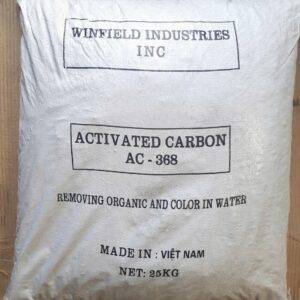 WINFIELD INDUSTRIES
INC
ACTIVATED CARBON
AC - 368
REMOVING ORGANIC AND COLOR IN WATER
MADE IN : VIỆT NAM
NET: 25KG